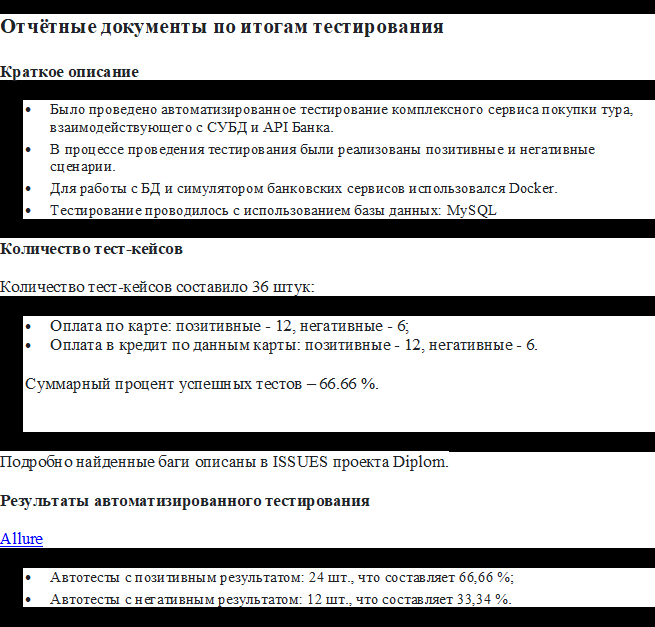 Отчётные документы по итогам тестирования
Краткое описание
• Было проведено автоматизированное тестирование комплексного сервиса покупки тура,
взаимодействующего с СУБД и API Банка.
• В процессе проведения тестирования были реализованы позитивные и негативные
сценарии.
• Для работы с БД и симулятором банковских сервисов использовался Docker.
• Тестирование проводилось с использованием базы данных: MySQL
Количество тест-кейсов
Количество тест-кейсов составило 36 штук:
• Оплата по карте: позитивные - 12, негативные - 6;
• Оплата в кредит по данным карты: позитивные - 12, негативные - 6.
Суммарный процент успешных тестов – 66.66 %.
Подробно найденные баги описаны в ISSUES проекта Diplom.
Результаты автоматизированного тестирования
Allure
• Автотесты с позитивным результатом: 24 шт., что составляет 66,66 %;
• Автотесты с негативным результатом: 12 шт., что составляет 33,34 %.